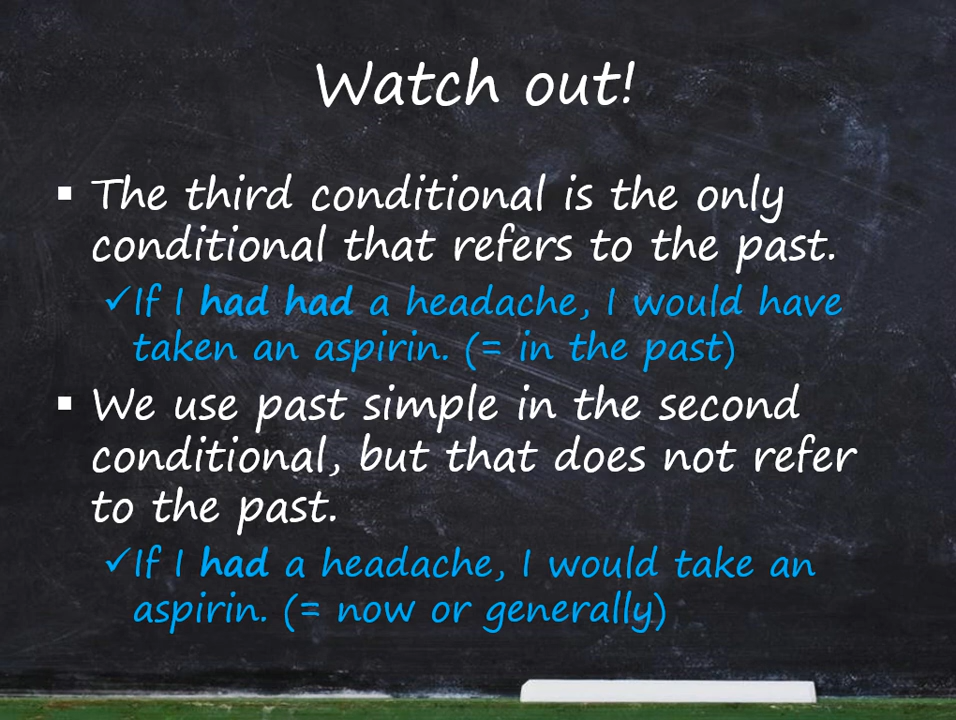 Watch out!
▪ The third conditional is the only
conditional that refers to the past.
✓If I had had a headache, I would have
taken an aspirin. (= in the past)
▪ We use past simple in the second
conditional, but that does not refer
to the past.
✓If I had a headache, I would take an
aspirin. (= now or generally)